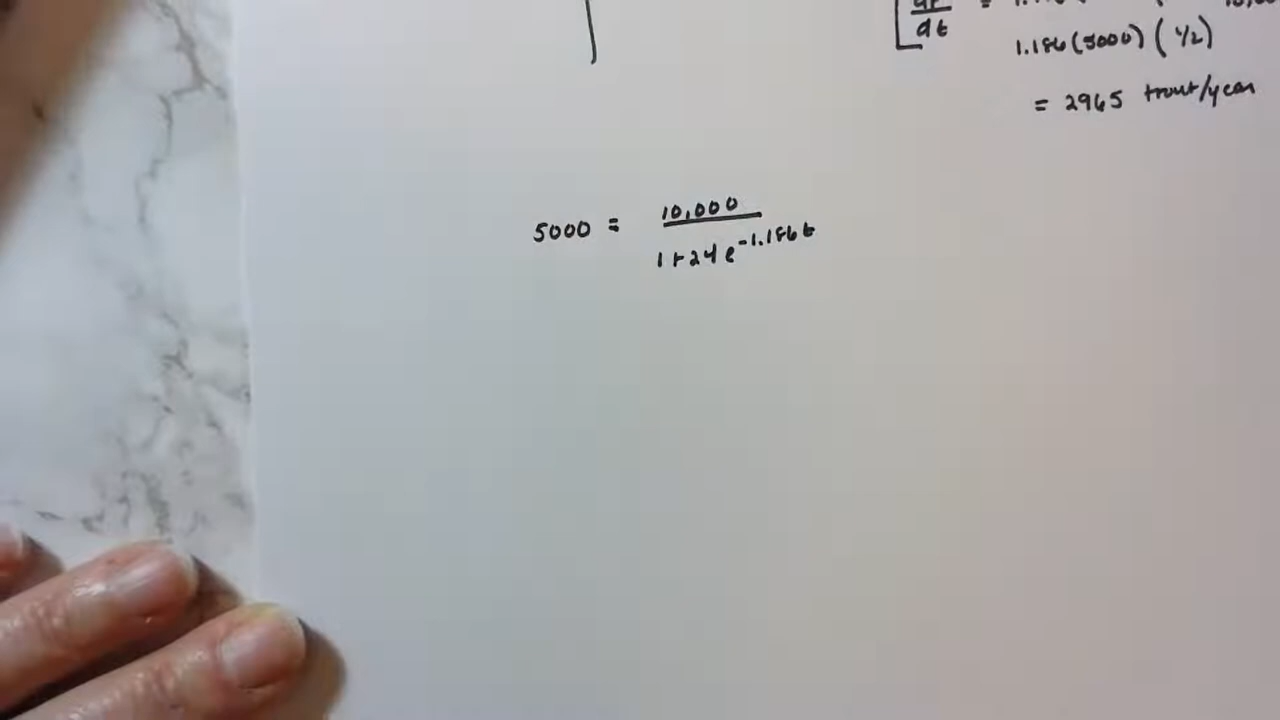 dt =
1.186(5000) (1/2)
= 2965 trout/year
5000 = 10,000
1+24e^-1.186t